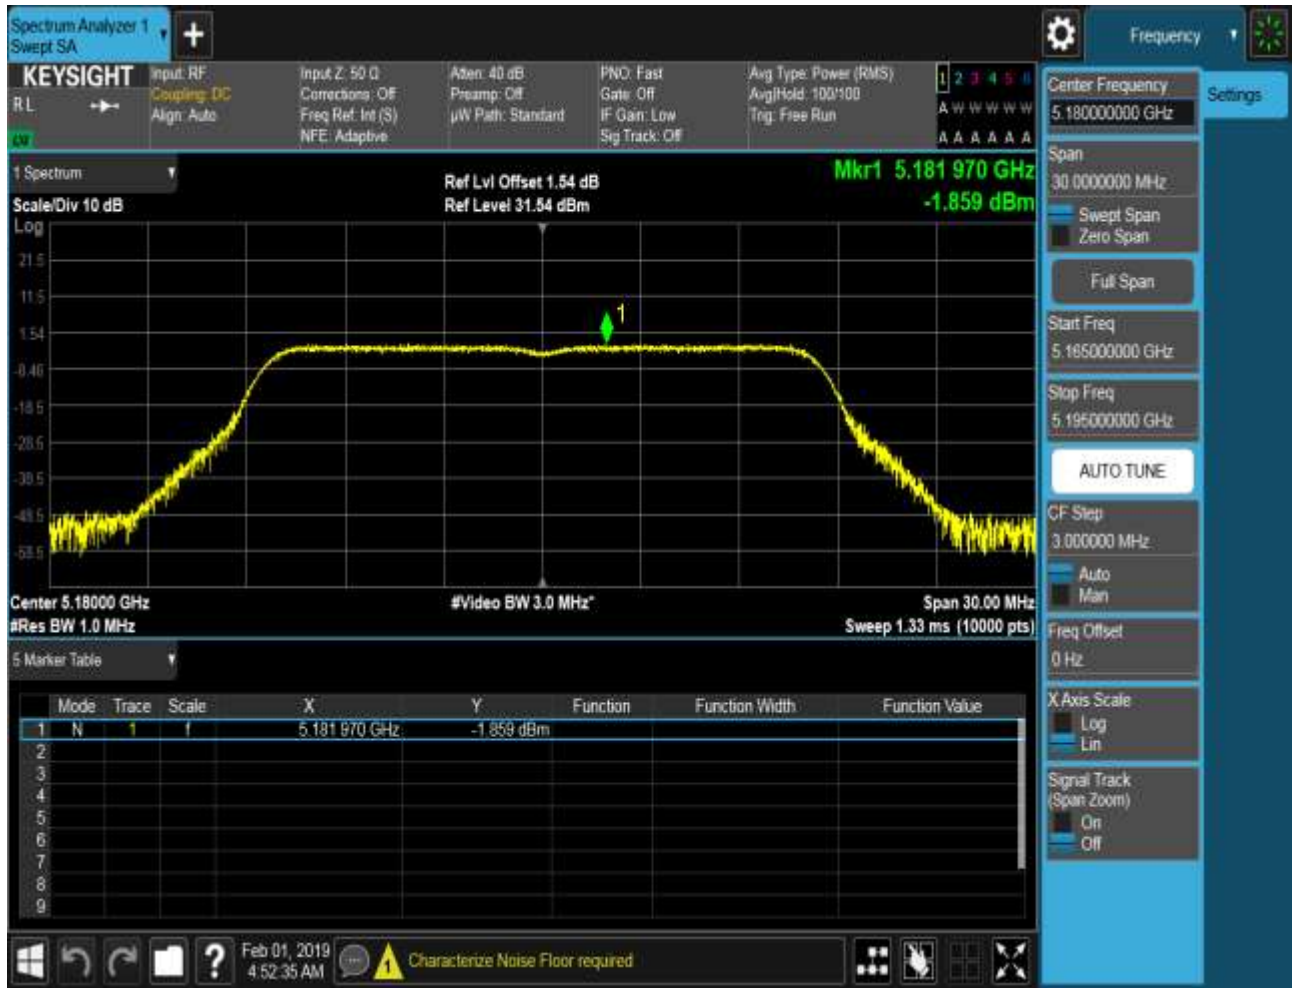 Spectrum Analyzer 1
Swept SA
Frequency
KEYSIGHT
R L
Input: RF
Coupling: DC
Align: Auto
Input Z: 50 Ω
Corrections: Off
Freq Ref: Int (S)
NFE: Adaptive
Atten: 40 dB
Preamp: Off
µW Path: Standard
PNO: Fast
Gate: Off
IF Gain: Low
Sig Track: Off
Avg Type: Power (RMS)
Avg|Hold: 100/100
Trig: Free Run
1 2 3 4 5 6
A W W W W W
A A A A A A
1 Spectrum
Scale/Div 10 dB
Log
Ref Lvl Offset 1.54 dB
Ref Level 31.54 dBm
Mkr1 5.181 970 GHz
-1.859 dBm
21.5
11.5
1.54
-8.46
-18.5
-28.5
-38.5
-48.5
-58.5
1
Center 5.18000 GHz
#Res BW 1.0 MHz
#Video BW 3.0 MHz*
Span 30.00 MHz
Sweep 1.33 ms (10000 pts)
5 Marker Table
Mode Trace Scale X Y Function Function Width Function Value
1 N 1 f 5.181 970 GHz -1.859 dBm
2
3
4
5
6
7
8
9
Feb 01, 2019
4:52:35 AM
1
Characterize Noise Floor required
Settings
Center Frequency
5.180000000 GHz
Span
30.0000000 MHz
Swept Span
Zero Span
Full Span
Start Freq
5.165000000 GHz
Stop Freq
5.195000000 GHz
AUTO TUNE
CF Step
3.000000 MHz
Auto
Man
Freq Offset
0 Hz
X Axis Scale
Log
Lin
Signal Track
(Span Zoom)
On
Off